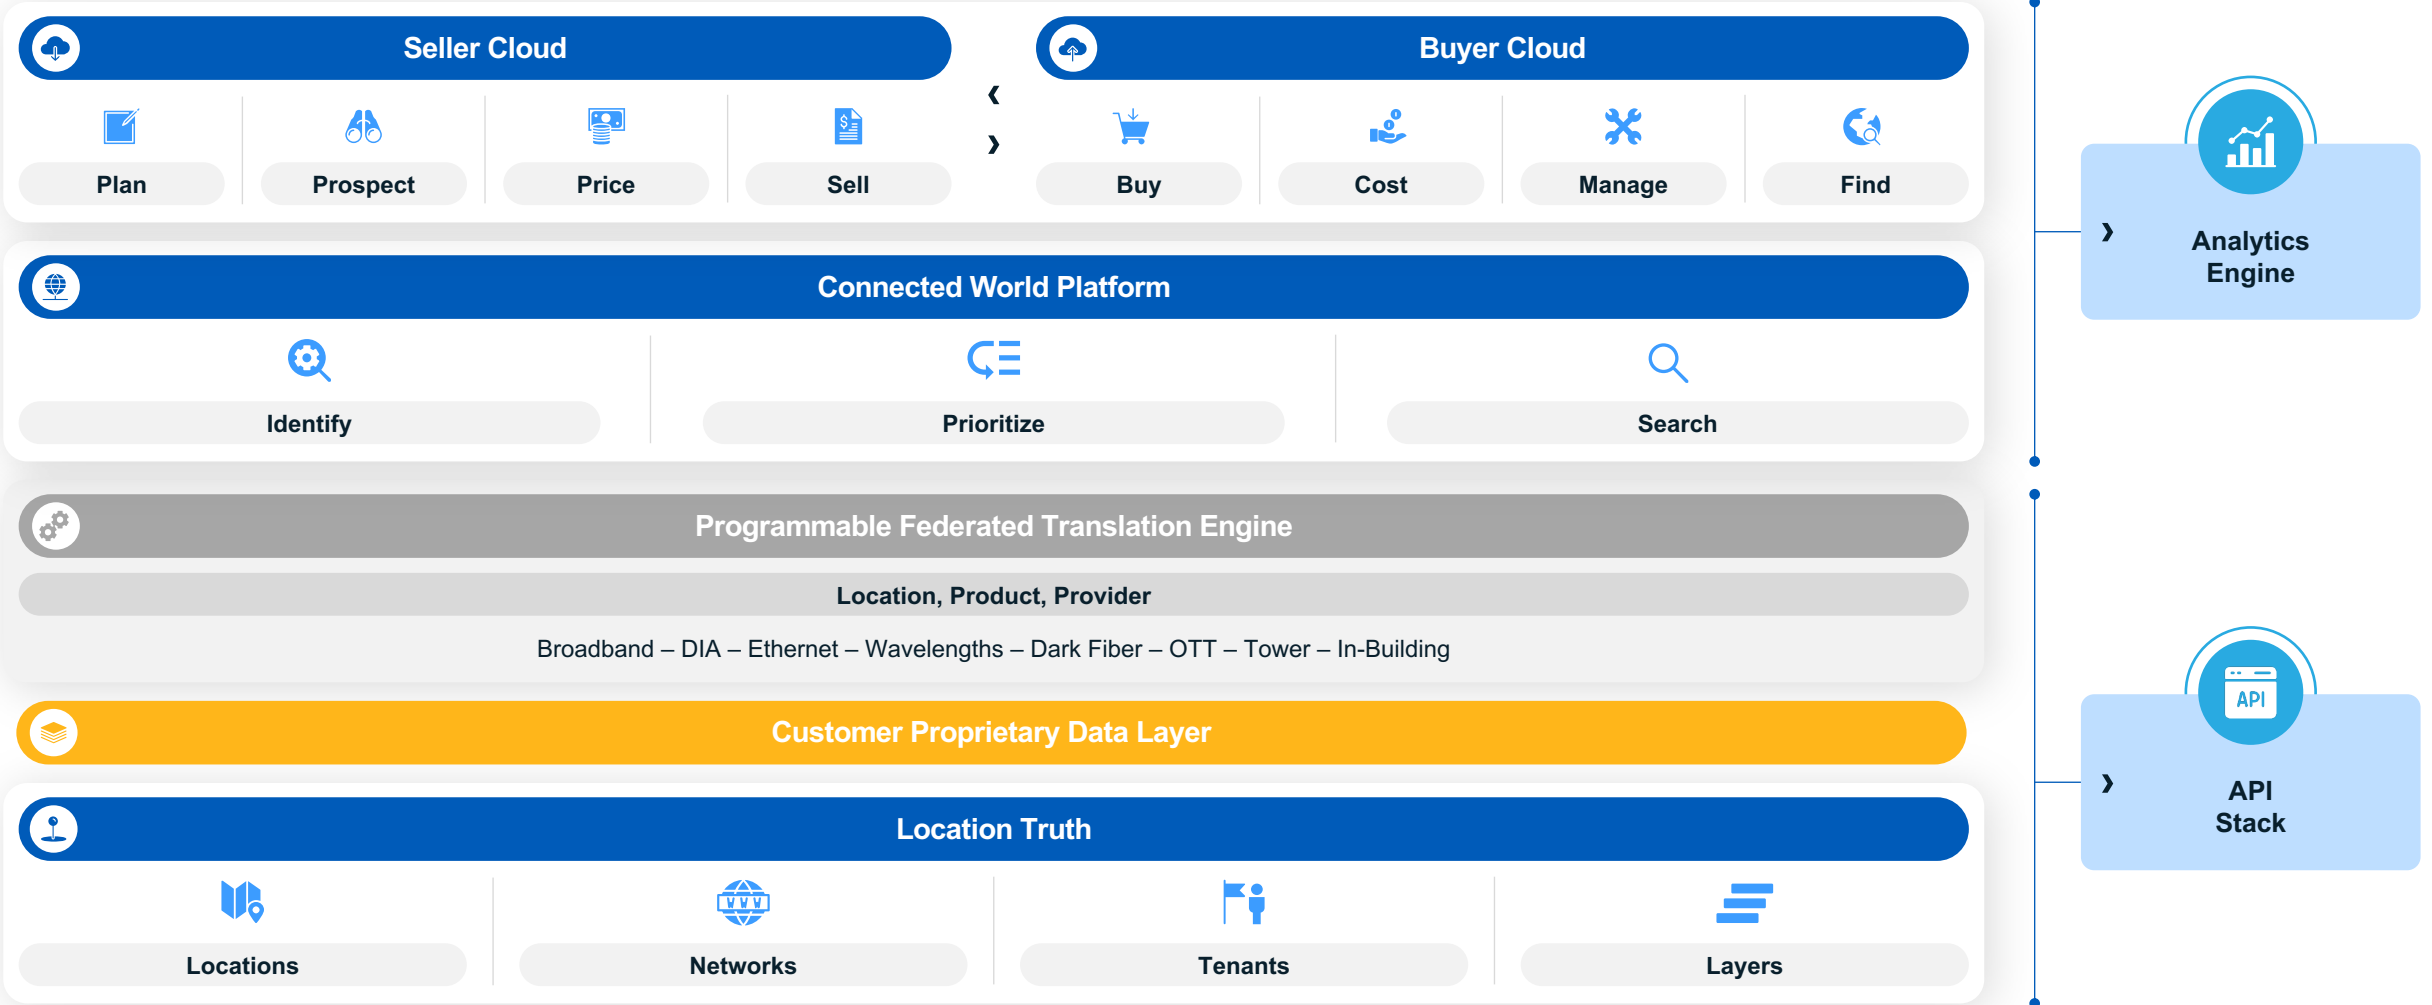 Seller Cloud
Buyer Cloud
Plan
Prospect
Price
Sell
Buy
Cost
Manage
Find
Connected World Platform
Identify
Prioritize
Search
Analytics
Engine
Programmable Federated Translation Engine
Location, Product, Provider
Broadband – DIA – Ethernet – Wavelengths – Dark Fiber – OTT – Tower – In-Building
Customer Proprietary Data Layer
Location Truth
WWW
Locations
Networks
Tenants
Layers
API
API
Stack